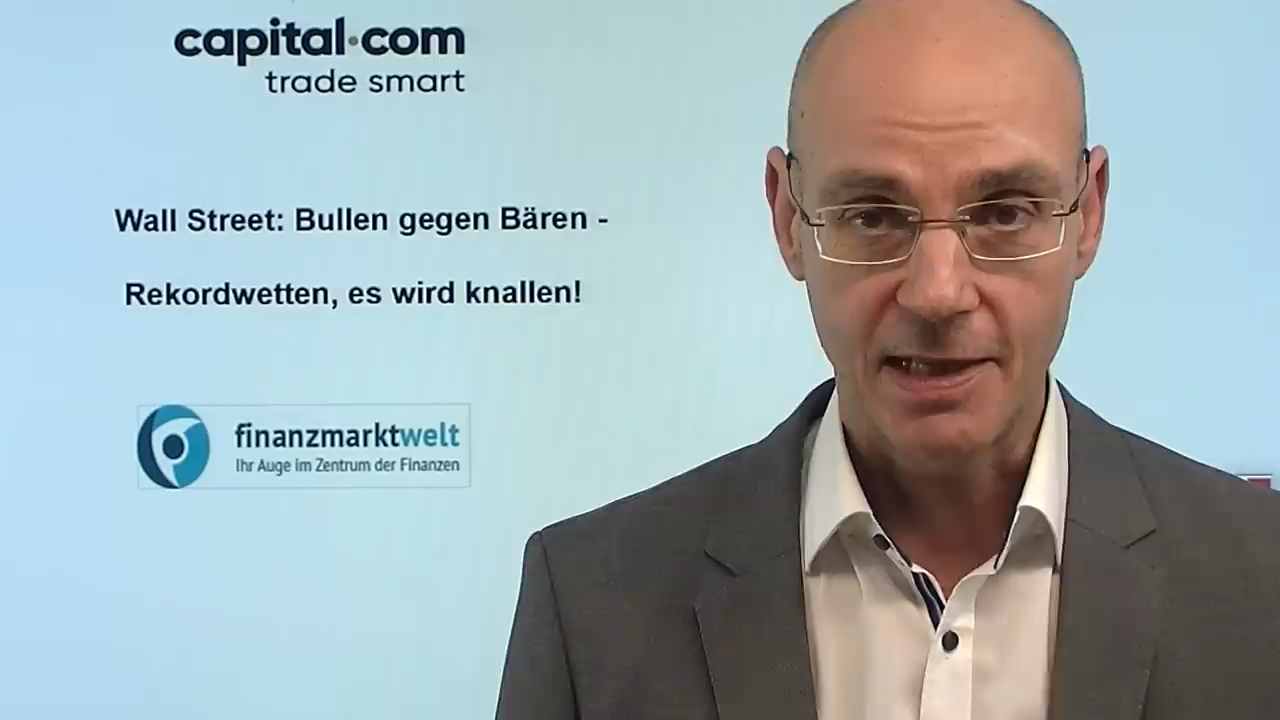 capital.com
trade smart
Wall Street: Bullen gegen Bären -
Rekordwetten, es wird knallen!
finanzmarktwelt
Ihr Auge im Zentrum der Finanzen